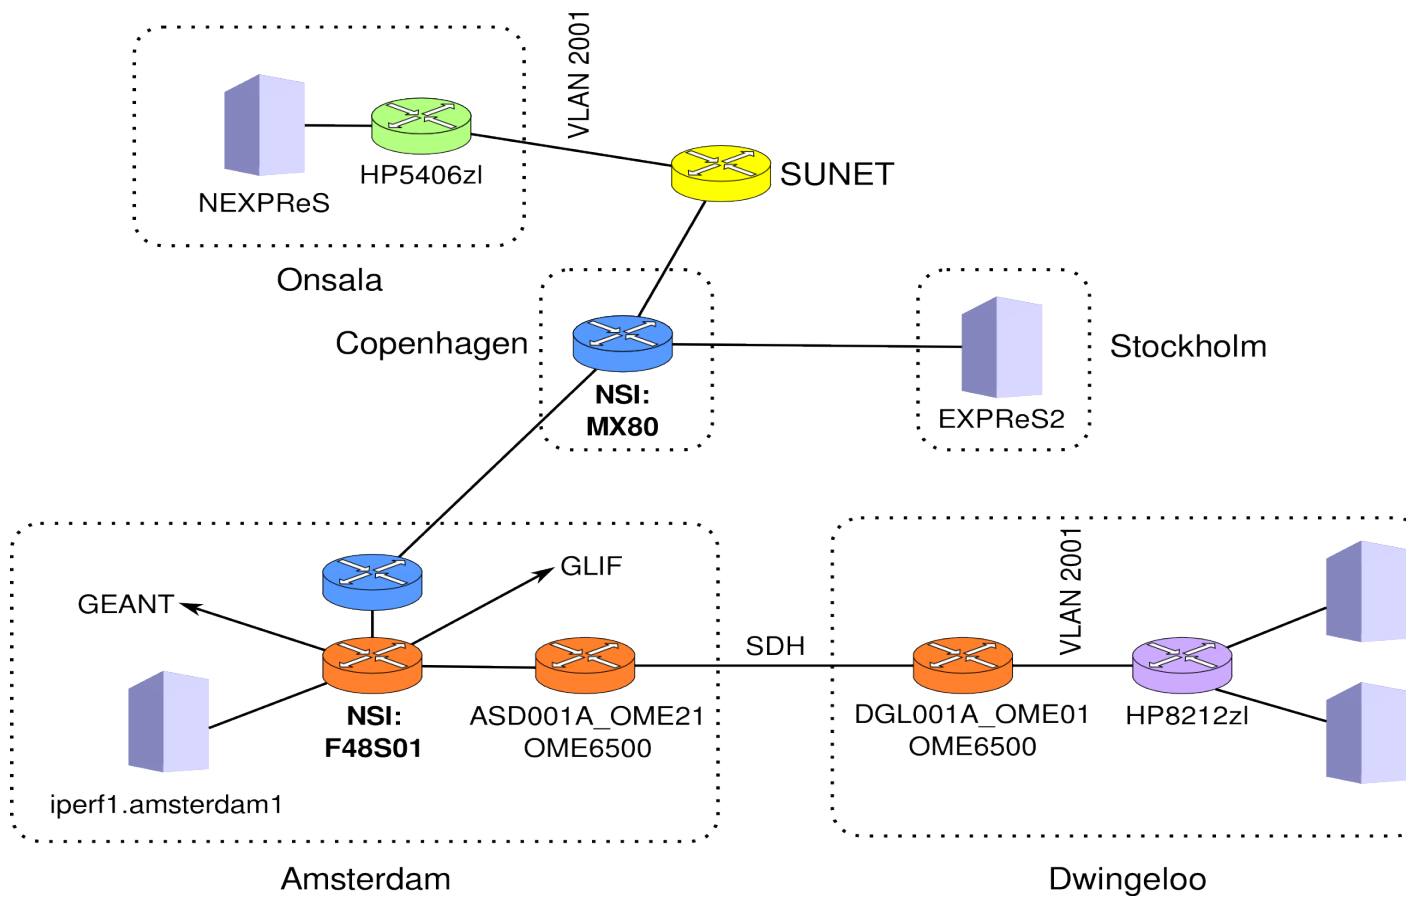 VLAN 2001
SUNET
HP5406zl
NEXPReS
Onsala
Copenhagen
NSI:
MX80
Stockholm
EXPReS2
GLIF
GEANT
VLAN 2001
SDH
NSI:
F48S01
ASD001A_OME21
OME6500
DGL001A_OME01
OME6500
HP8212zl
iperf1.amsterdam1
Amsterdam
Dwingeloo